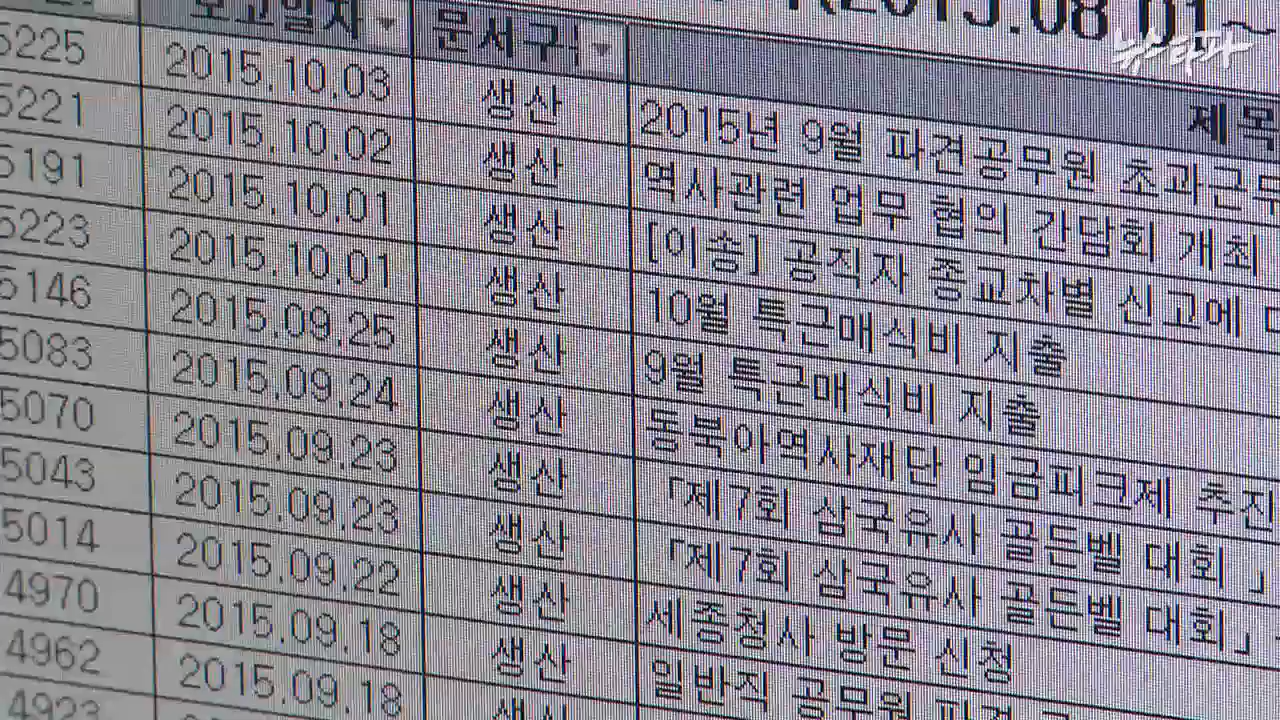 (2015.08.01~
뉴스타파
보고일자 문서구분 제목
5225 2015.10.03 생산 2015년 9월 파견공무원 초과근무
5221 2015.10.02 생산 역사관련 업무 협의 간담회 개최
5191 2015.10.01 생산 [이송] 공직자 종교차별 신고에
5223 2015.10.01 생산 10월 특근매식비 지출
5146 2015.09.25 생산 9월 특근매식비 지출
5083 2015.09.24 생산 동북아역사재단 임금피크제 추진
5070 2015.09.23 생산 「제7회 삼국유사 골든벨 대회」
5043 2015.09.23 생산 「제7회 삼국유사 골든벨 대회」
5014 2015.09.22 생산 세종청사 방문 신청
4970 2015.09.18 생산 일반직 공무원 파견
4962 2015.09.18 생산
4923